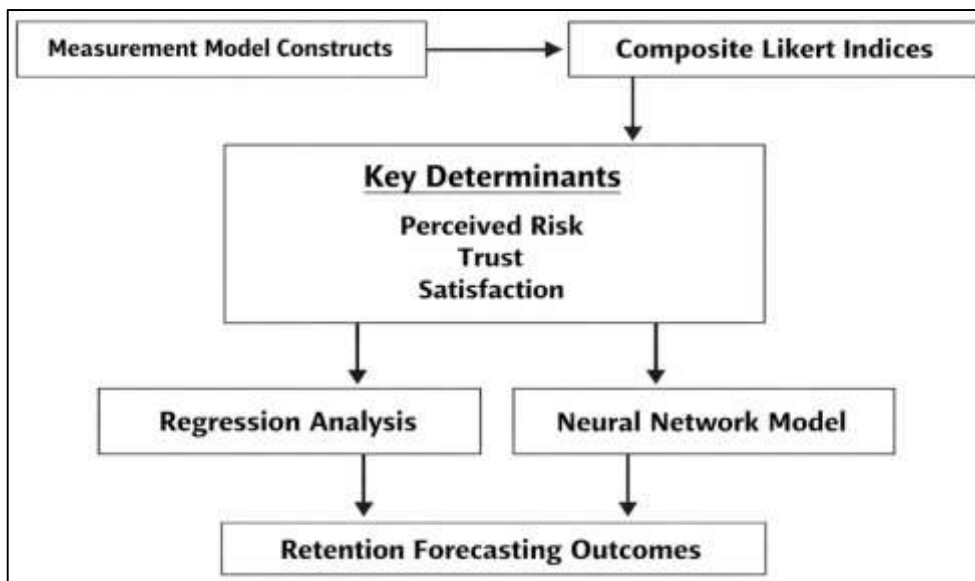 Measurement Model Constructs
Composite Likert Indices
Key Determinants
Perceived Risk
Trust
Satisfaction
Regression Analysis
Neural Network Model
Retention Forecasting Outcomes